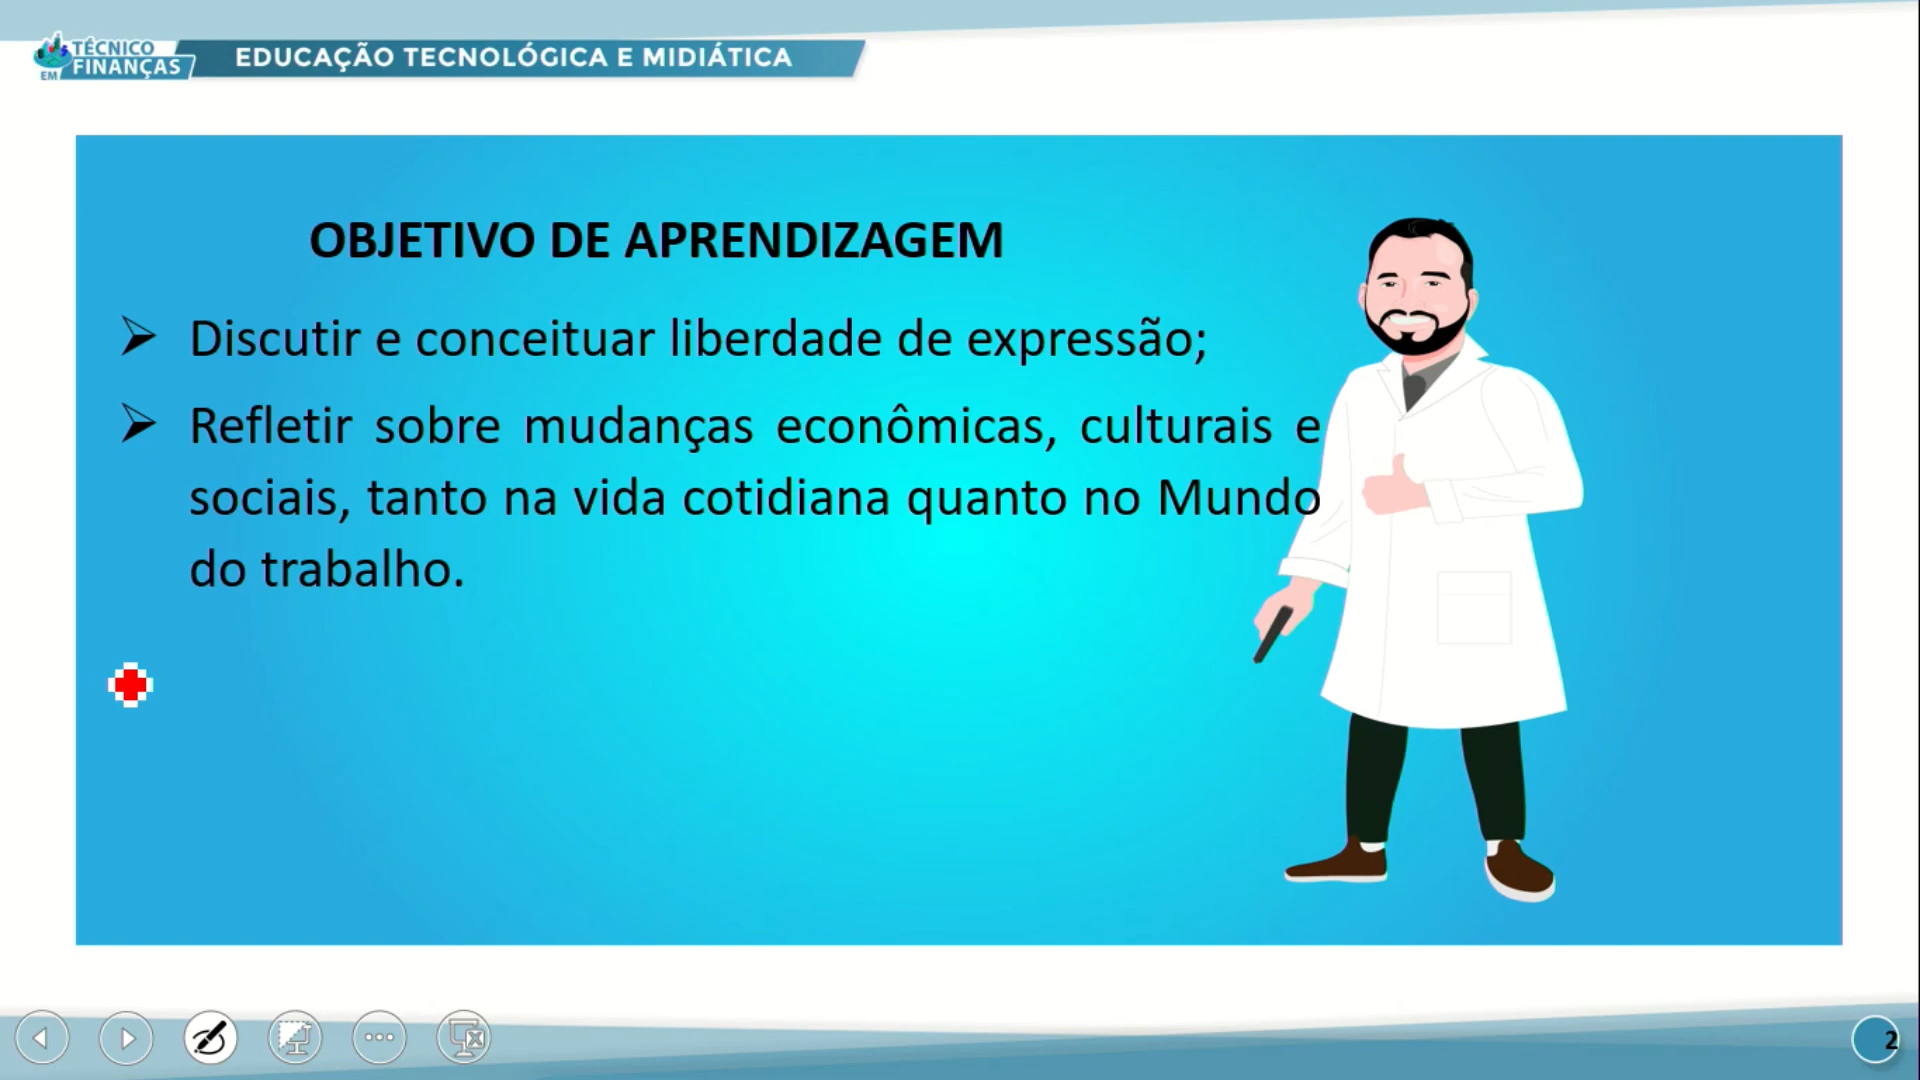 TÉCNICO
EM FINANÇAS
EDUCAÇÃO TECNOLÓGICA E MIDIÁTICA
OBJETIVO DE APRENDIZAGEM
Discutir e conceituar liberdade de expressão;
Refletir sobre mudanças econômicas, culturais e
sociais, tanto na vida cotidiana quanto no Mundo
do trabalho.
2